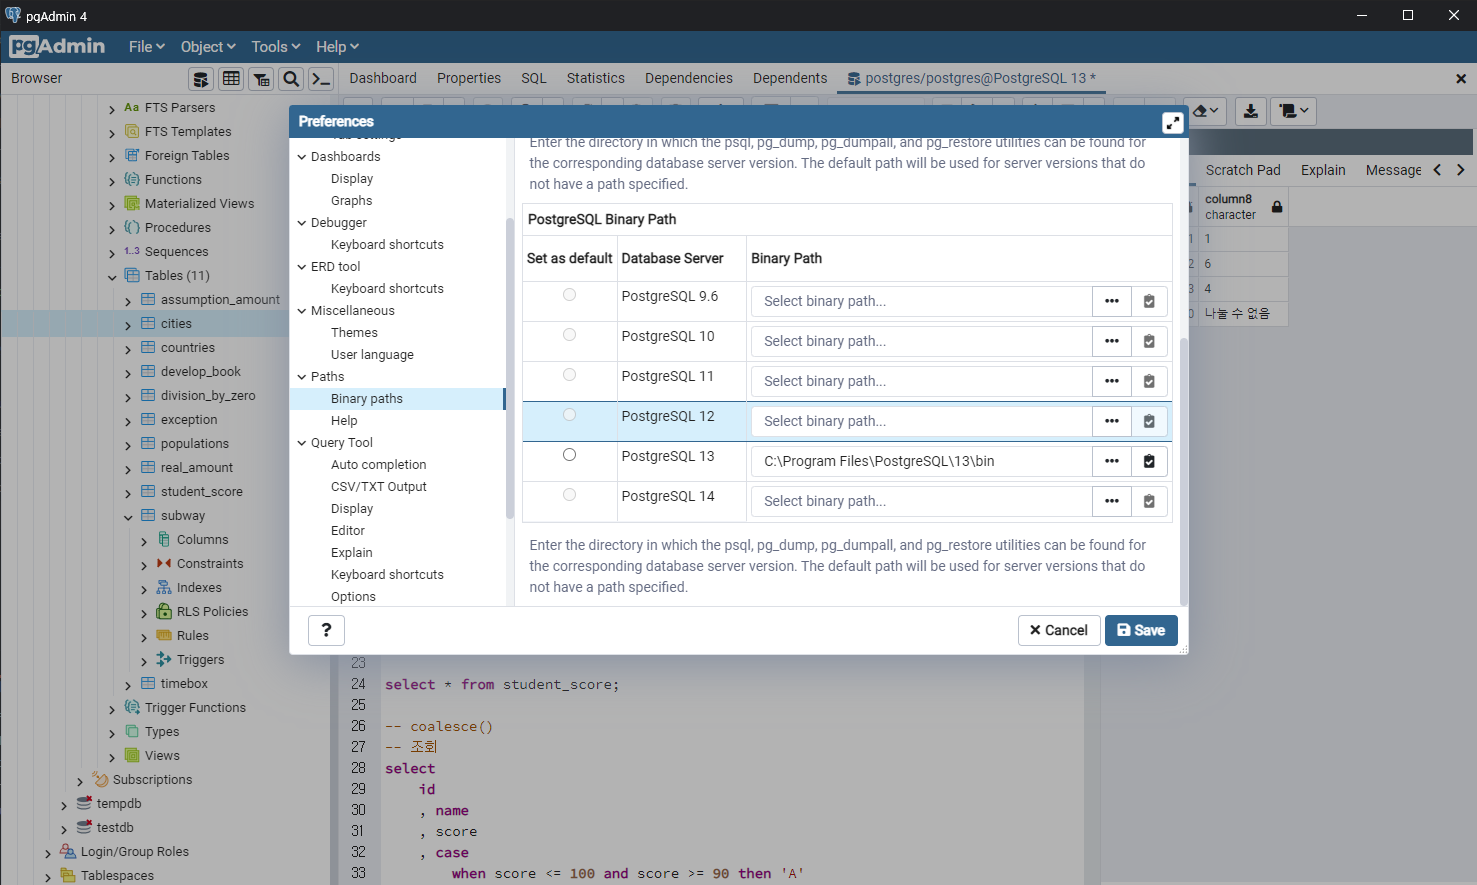 pgAdmin 4
pgAdmin File Object Tools Help
Browser
Dashboard Properties SQL Statistics Dependencies Dependents postgres/postgres@PostgreSQL 13 *
FTS Parsers
FTS Templates
Foreign Tables
Functions
Materialized Views
Procedures
1..3 Sequences
Tables (11)
assumption_amount
cities
countries
develop_book
division_by_zero
exception
populations
real_amount
student_score
subway
Columns
Constraints
Indexes
RLS Policies
Rules
Triggers
timebox
Trigger Functions
Types
Views
Subscriptions
tempdb
testdb
Login/Group Roles
Tablespaces
Preferences
Dashboards
Display
Graphs
Debugger
Keyboard shortcuts
ERD tool
Keyboard shortcuts
Miscellaneous
Themes
User language
Paths
Binary paths
Help
Query Tool
Auto completion
CSV/TXT Output
Display
Editor
Explain
Keyboard shortcuts
Options
Enter the directory in which the psql, pg_dump, pg_dumpall, and pg_restore utilities can be found for
the corresponding database server version. The default path will be used for server versions that do
not have a path specified.
PostgreSQL Binary Path
Set as default Database Server Binary Path
PostgreSQL 9.6 Select binary path...
PostgreSQL 10 Select binary path...
PostgreSQL 11 Select binary path...
PostgreSQL 12 Select binary path...
PostgreSQL 13 C:\Program Files\PostgreSQL\13\bin
PostgreSQL 14 Select binary path...
Enter the directory in which the psql, pg_dump, pg_dumpall, and pg_restore utilities can be found for
the corresponding database server version. The default path will be used for server versions that do
not have a path specified.
? Cancel Save
Scratch Pad Explain Message
column8
character
1
6
4
나눌 수 없음
23
24 select * from student_score;
25
26 -- coalesce()
27 -- 조회
28 select
29 id
30 , name
31 , score
32 , case
33 when score <= 100 and score >= 90 then 'A'